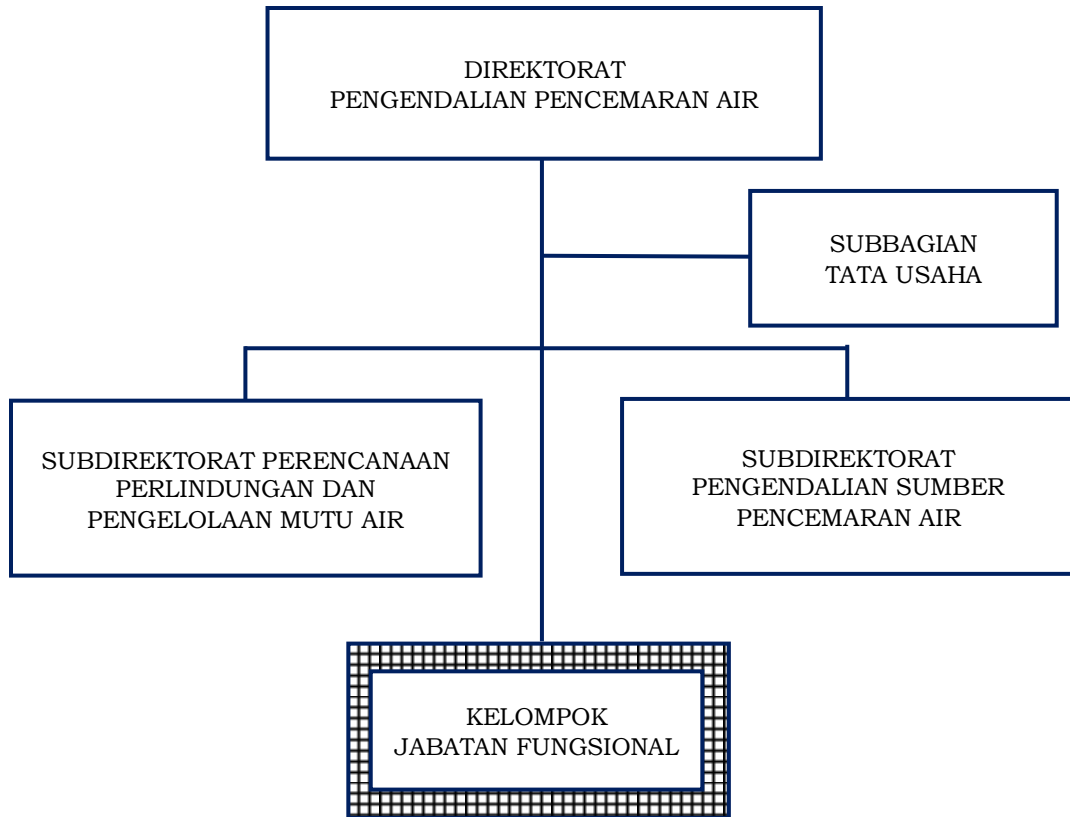 DIREKTORAT
PENGENDALIAN PENCEMARAN AIR
SUBBAGIAN
TATA USAHA
SUBDIREKTORAT PERENCANAAN
PERLINDUNGAN DAN
PENGELOLAAN MUTU AIR
SUBDIREKTORAT
PENGENDALIAN SUMBER
PENCEMARAN AIR
KELOMPOK
JABATAN FUNGSIONAL